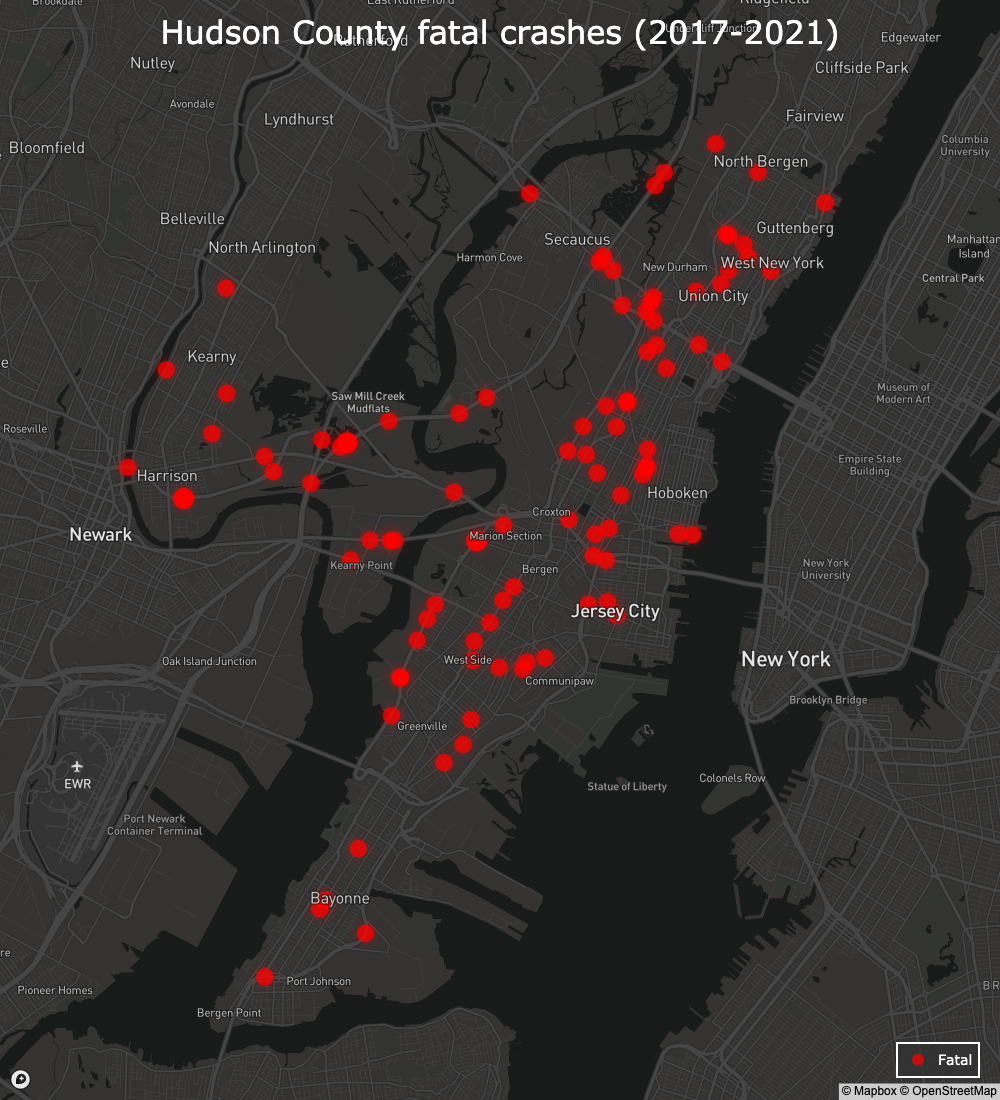 Brookdale
East Rutherford
Ridgefield
Hudson County fatal crashes (2017-2021)
Rutherford
Undercliff Junction
Edgewater
Nutley
Cliffside Park
Avondale
Lyndhurst
Fairview
Columbia
University
Bloomfield
North Bergen
Belleville
Guttenberg
North Arlington
Secaucus
Manhattan
Island
Harmon Cove
New Durham
West New York
Central Park
Union City
Kearny
Saw Mill Creek
Mudflats
Museum of
Modern Art
Roseville
Empire State
Building
Harrison
Hoboken
Croxton
Newark
Marion Section
Kearny Point
Bergen
New York
University
Jersey City
Oak Island Junction
West Side
New York
Communipaw
Brooklyn Bridge
Greenville
EWR
Statue of Liberty
Colonels Row
Port Newark
Container Terminal
Bayonne
re
Pioneer Homes
Port Johnson
B R
Bergen Point
Fatal
© Mapbox © OpenStreetMap